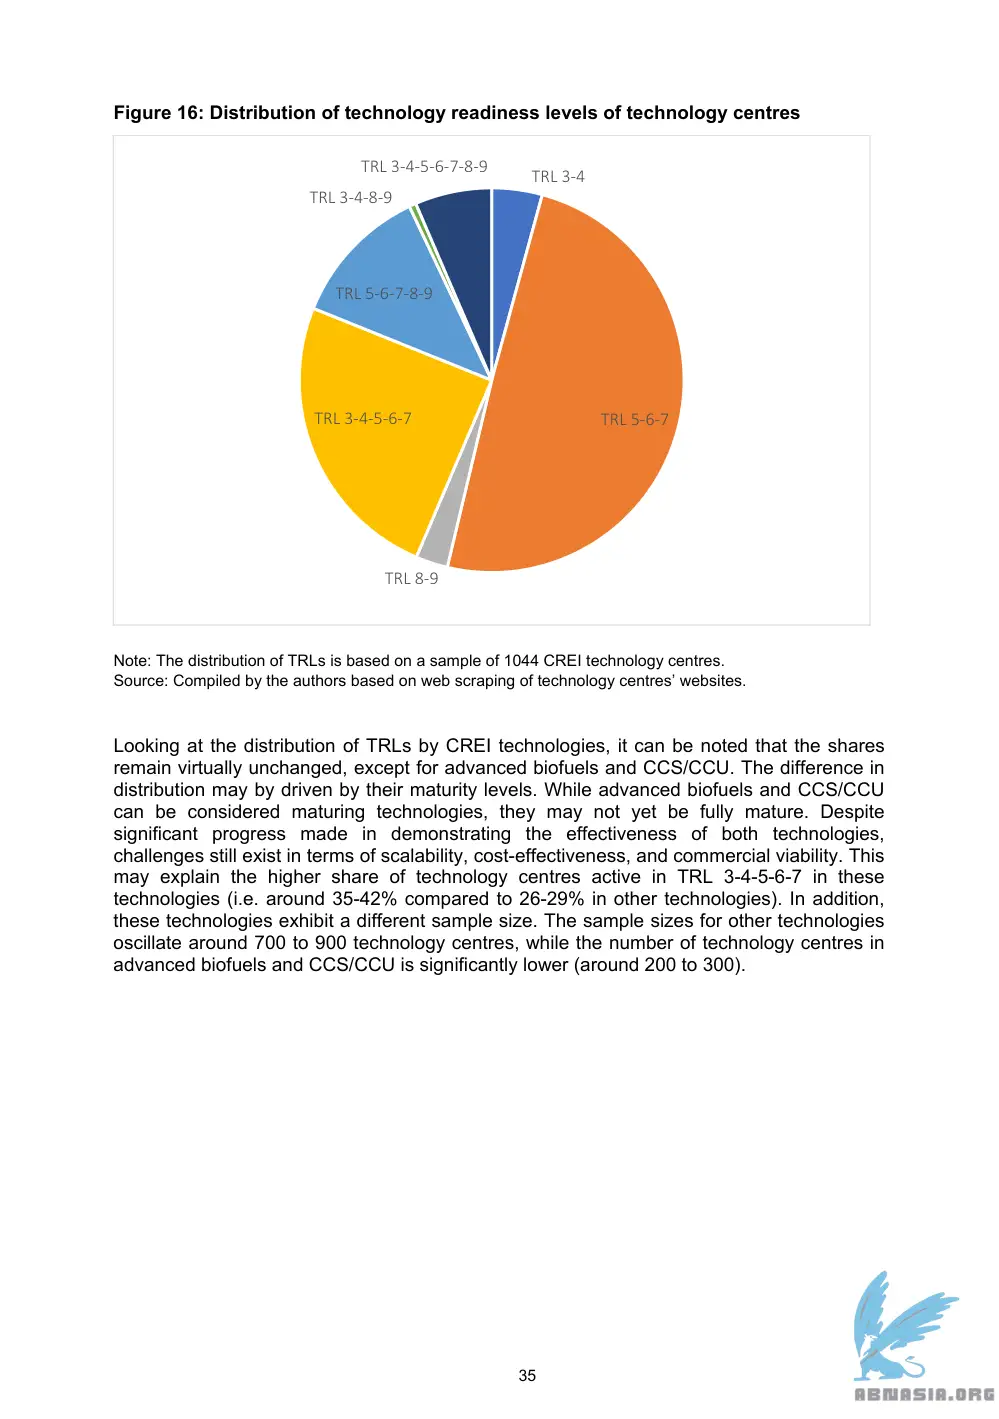 Figure 16: Distribution of technology readiness levels of technology centres
TRL 3-4-5-6-7-8-9
TRL 3-4
TRL 3-4-8-9
TRL 5-6-7-8-9
TRL 3-4-5-6-7
TRL 5-6-7
TRL 8-9
Note: The distribution of TRLs is based on a sample of 1044 CREI technology centres.
Source: Compiled by the authors based on web scraping of technology centres’ websites.
Looking at the distribution of TRLs by CREI technologies, it can be noted that the shares
remain virtually unchanged, except for advanced biofuels and CCS/CCU. The difference in
distribution may by driven by their maturity levels. While advanced biofuels and CCS/CCU
can be considered maturing technologies, they may not yet be fully mature. Despite
significant progress made in demonstrating the effectiveness of both technologies,
challenges still exist in terms of scalability, cost-effectiveness, and commercial viability. This
may explain the higher share of technology centres active in TRL 3-4-5-6-7 in these
technologies (i.e. around 35-42% compared to 26-29% in other technologies). In addition,
these technologies exhibit a different sample size. The sample sizes for other technologies
oscillate around 700 to 900 technology centres, while the number of technology centres in
advanced biofuels and CCS/CCU is significantly lower (around 200 to 300).
35
ABNASIA.ORG